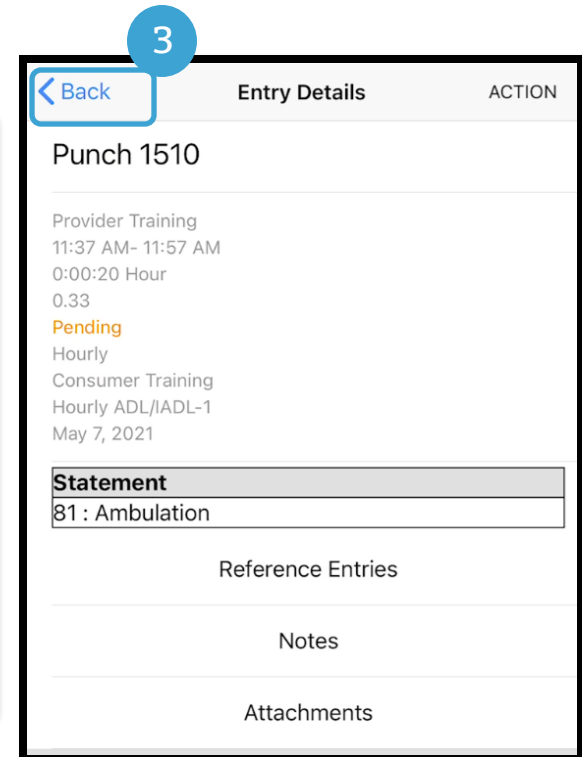 3
Back Entry Details ACTION
Punch 1510
Provider Training
11:37 AM- 11:57 AM
0:00:20 Hour
0.33
Pending
Hourly
Consumer Training
Hourly ADL/IADL-1
May 7, 2021
Statement
81 : Ambulation
Reference Entries
Notes
Attachments